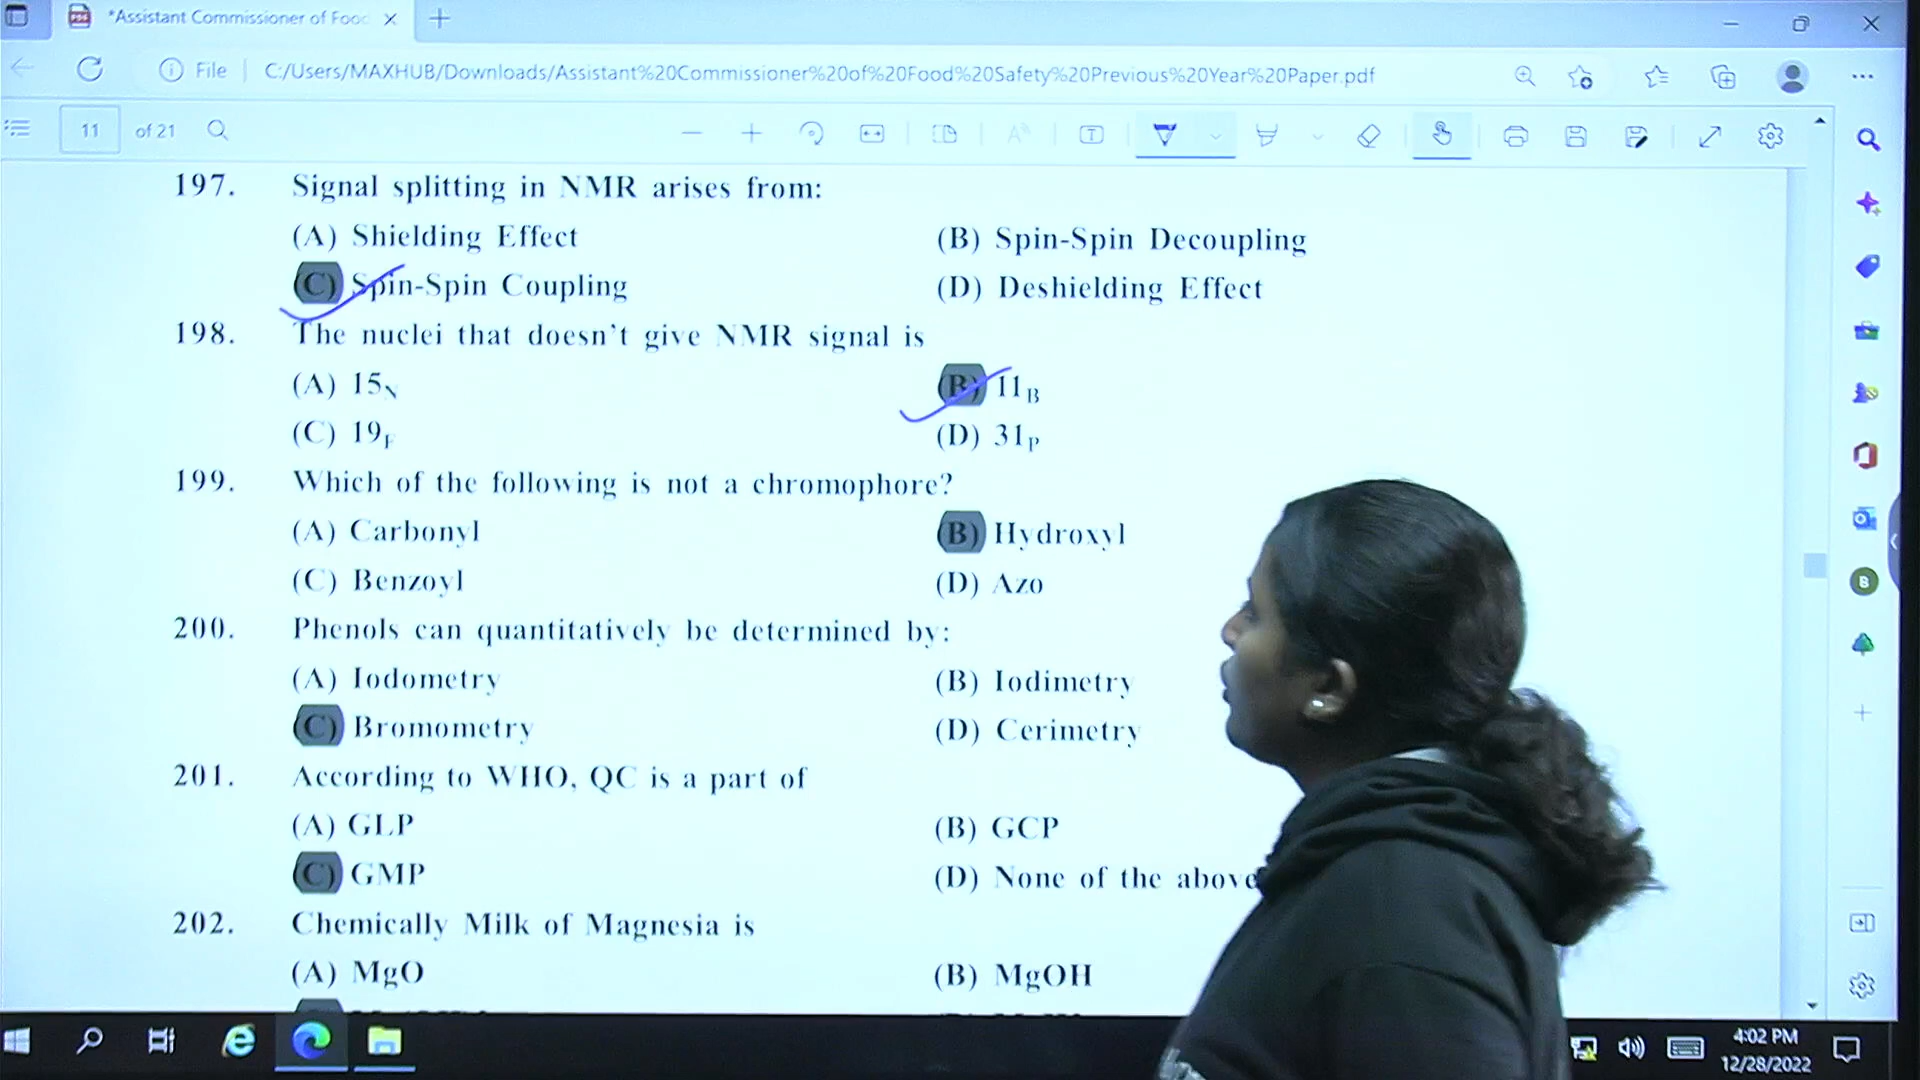 *Assistant Commissioner of Food
File C:/Users/MAXHUB/Downloads/Assistant%20Commissioner%20of%20Food%20Safety%20Previous%20Year%20Paper.pdf
11 of 21
197. Signal splitting in NMR arises from:
(A) Shielding Effect (B) Spin-Spin Decoupling
(C) Spin-Spin Coupling (D) Deshielding Effect
198. The nuclei that doesn't give NMR signal is
(A) 15N (B) 11B
(C) 19F (D) 31P
199. Which of the following is not a chromophore?
(A) Carbonyl (B) Hydroxyl
(C) Benzoyl (D) Azo
200. Phenols can quantitatively be determined by:
(A) Iodometry (B) Iodimetry
(C) Bromometry (D) Cerimetry
201. According to WHO, QC is a part of
(A) GLP (B) GCP
(C) GMP (D) None of the above
202. Chemically Milk of Magnesia is
(A) MgO (B) MgOH
4:02 PM
12/28/2022